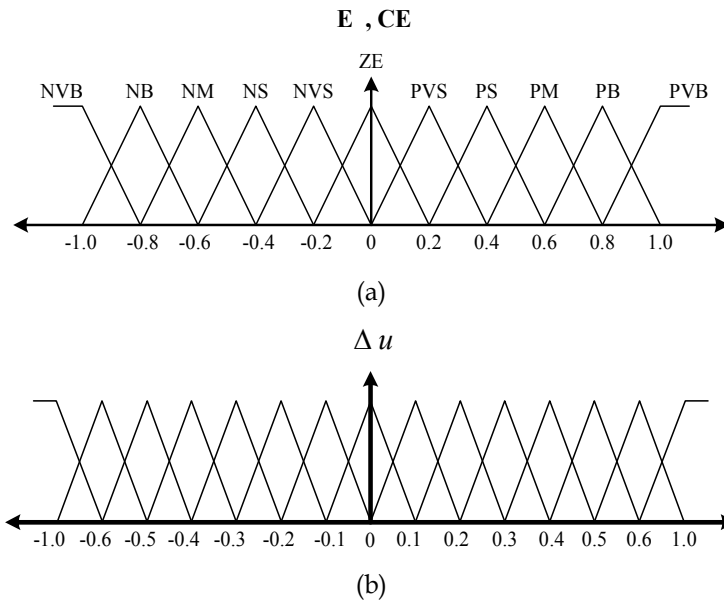 E , CE
ZE
NVB NB NM NS NVS PVS PS PM PB PVB
-1.0 -0.8 -0.6 -0.4 -0.2 0 0.2 0.4 0.6 0.8 1.0
(a)
Δ u
-1.0 -0.6 -0.5 -0.4 -0.3 -0.2 -0.1 0 0.1 0.2 0.3 0.4 0.5 0.6 1.0
(b)